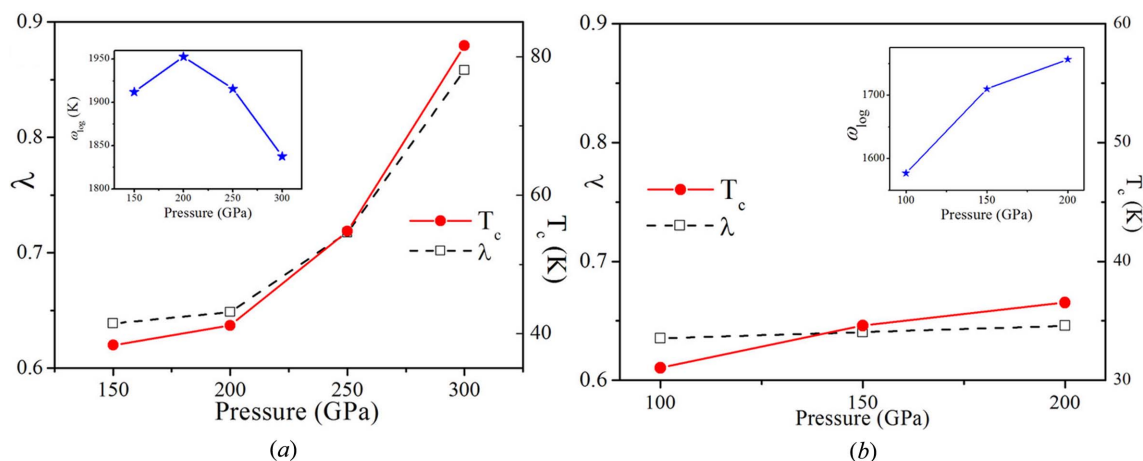 0.9
0.8
0.7
0.6
λ
80
60
40
T_c (K)
150 200 250 300
Pressure (GPa)
T_c
λ
1950
1900
1850
1800
ω_log (K)
150 200 250 300
Pressure (GPa)
(a)
0.9
0.8
0.7
0.6
λ
60
50
40
30
T_c (K)
100 150 200
Pressure (GPa)
T_c
λ
1700
1600
ω_log
100 150 200
Pressure (GPa)
(b)